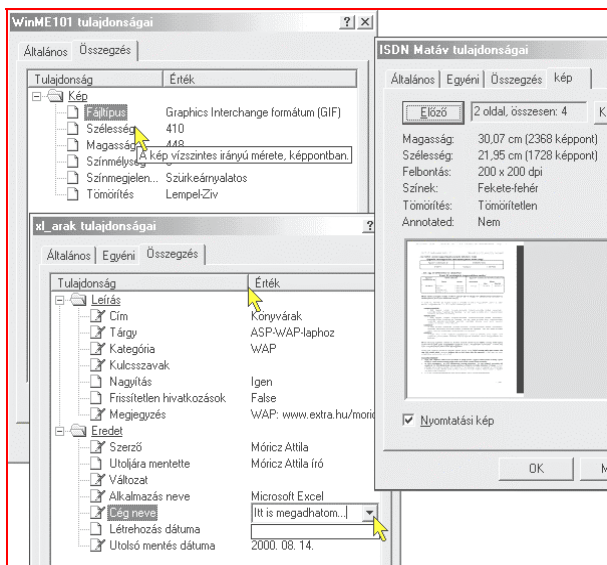 WinME101 tulajdonságai
Általános Összegzés
Tulajdonság Érték
Kép
Fájltípus Graphics Interchange formátum (GIF)
Szélesség 410
Magasság 448
A kép vízszintes irányú mérete, képpontban.
Színmélység
Színmegjelen... Szürkeárnyalatos
Tömörítés Lempel-Ziv
xl_arak tulajdonságai
Általános Egyéni Összegzés
Tulajdonság Érték
Leírás
Cím Könyvárak
Tárgy ASP-WAP-laphoz
Kategória WAP
Kulcsszavak
Nagyítás Igen
Frissítetlen hivatkozások False
Megjegyzés WAP: www.extra.hu/moric
Eredet
Szerző Móricz Attila
Utoljára mentette Móricz Attila író
Változat
Alkalmazás neve Microsoft Excel
Cég neve Itt is megadhatom...
Létrehozás dátuma
Utolsó mentés dátuma 2000. 08. 14.
ISDN Matáv tulajdonságai
Általános Egyéni Összegzés kép
Előző 2 oldal, összesen: 4 K
Magasság: 30,07 cm (2368 képpont)
Szélesség: 21,95 cm (1728 képpont)
Felbontás: 200 x 200 dpi
Színek: Fekete-fehér
Tömörítés: Tömörítetlen
Annotated: Nem
Nyomtatási kép
OK M